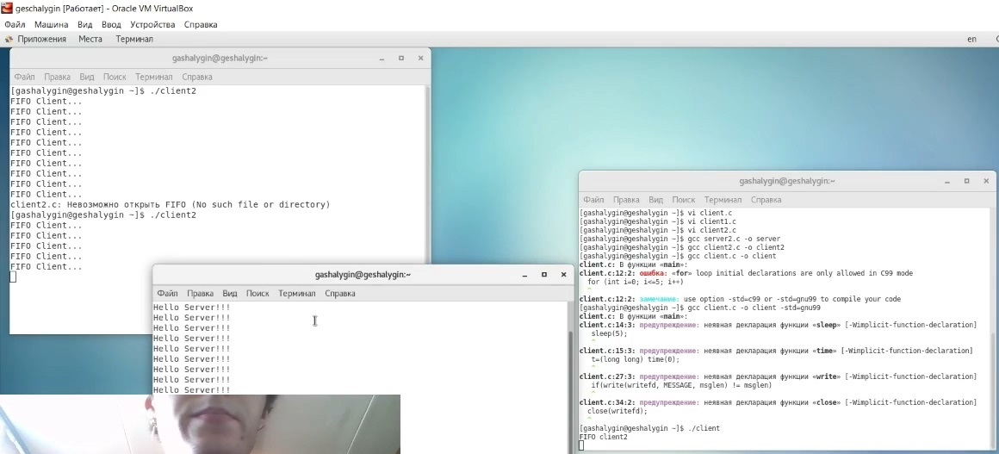 geschalygin [Работает] - Oracle VM VirtualBox
Файл Машина Вид Ввод Устройства Справка
Приложения Места Терминал en
gashalygin@geshalygin:~
Файл Правка Вид Поиск Терминал Справка
[gashalygin@geshalygin ~]$ ./client2
FIFO Client...
FIFO Client...
FIFO Client...
FIFO Client...
FIFO Client...
FIFO Client...
FIFO Client...
FIFO Client...
FIFO Client...
FIFO Client...
client2.c: Невозможно открыть FIFO (No such file or directory)
[gashalygin@geshalygin ~]$ ./client2
FIFO Client...
FIFO Client...
FIFO Client...
FIFO Client...
FIFO Client...
gashalygin@geshalygin:~
Файл Правка Вид Поиск Терминал Справка
Hello Server!!!
Hello Server!!!
Hello Server!!!
Hello Server!!!
Hello Server!!!
Hello Server!!!
Hello Server!!!
Hello Server!!!
Hello Server!!!
gashalygin@geshalygin:~
Файл Правка Вид Поиск Терминал Справка
[gashalygin@geshalygin ~]$ vi client.c
[gashalygin@geshalygin ~]$ vi client1.c
[gashalygin@geshalygin ~]$ vi client2.c
[gashalygin@geshalygin ~]$ gcc server2.c -o server
[gashalygin@geshalygin ~]$ gcc client2.c -o client2
[gashalygin@geshalygin ~]$ gcc client.c -o client
client.c: В функции «main»:
client.c:12:2: ошибка: «for» loop initial declarations are only allowed in C99 mode
for (int i=0; i<=5; i++)
^
client.c:12:2: замечание: use option -std=c99 or -std=gnu99 to compile your code
[gashalygin@geshalygin ~]$ gcc client.c -o client -std=gnu99
client.c: В функции «main»:
client.c:14:3: предупреждение: неявная декларация функции «sleep» [-Wimplicit-function-declaration]
sleep(5);
^
client.c:15:3: предупреждение: неявная декларация функции «time» [-Wimplicit-function-declaration]
t=(long long) time(0);
^
client.c:27:3: предупреждение: неявная декларация функции «write» [-Wimplicit-function-declaration]
if(write(writefd, MESSAGE, msglen) != msglen)
^
client.c:34:2: предупреждение: неявная декларация функции «close» [-Wimplicit-function-declaration]
close(writefd);
^
[gashalygin@geshalygin ~]$ ./client
FIFO client2